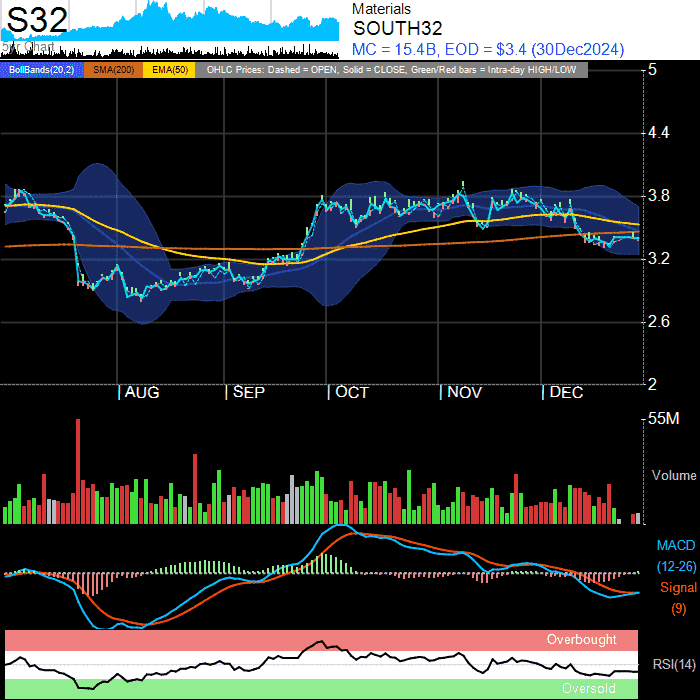 S32
Materials
SOUTH32
MC = 15.4B, EOD = $3.4 (30Dec2024)
BollBands(20,2) SMA(200) EMA(50) OHLC Prices: Dashed = OPEN, Solid = CLOSE, Green/Red bars = Intra-day HIGH/LOW
5
4.4
3.8
3.2
2.6
2
AUG SEP OCT NOV DEC
55M
Volume
MACD
(12-26)
Signal
(9)
Overbought
RSI(14)
Oversold